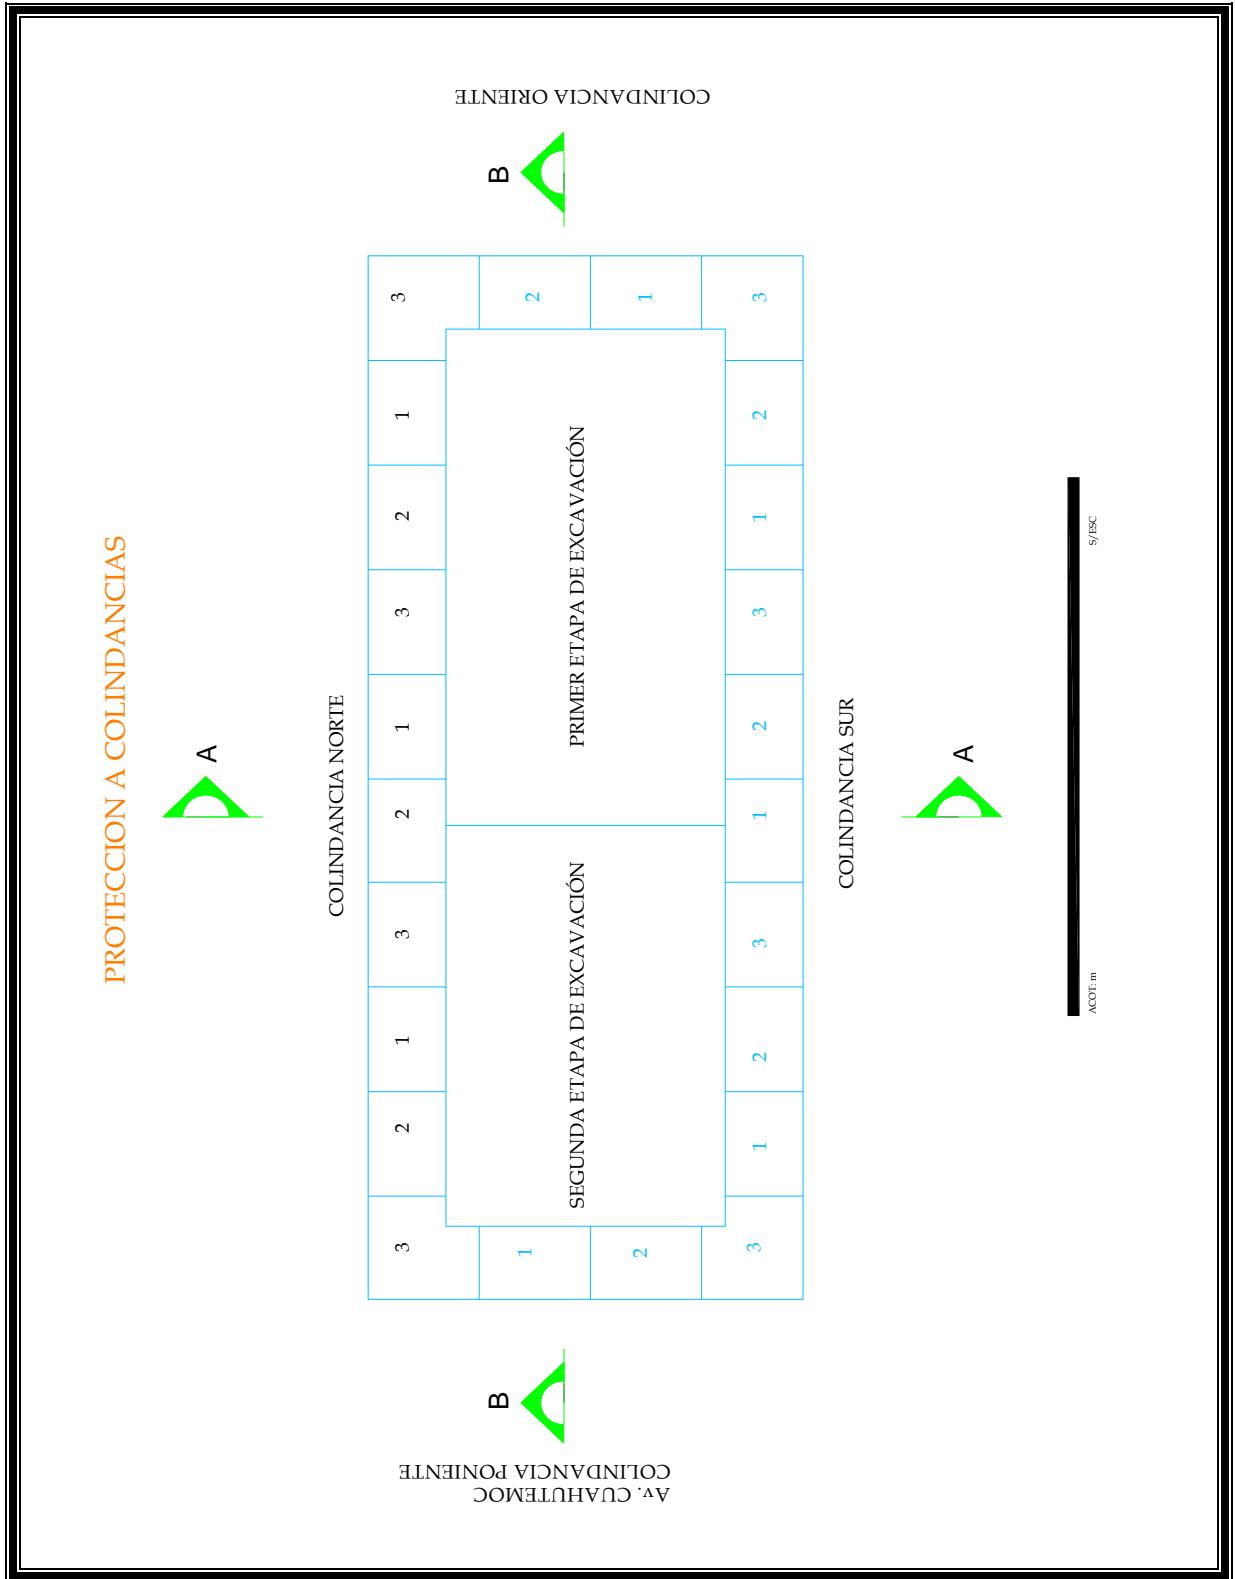 PROTECCION A COLINDANCIAS
A
COLINDANCIA NORTE
3 2 1 3 2 1 3 2 1 3
Av. CUAHUTEMOC
COLINDANCIA PONIENTE
B
1
2
SEGUNDA ETAPA DE EXCAVACIÓN
PRIMER ETAPA DE EXCAVACIÓN
2
1
B
COLINDANCIA ORIENTE
3 1 2 3 1 2 3 1 2 3
COLINDANCIA SUR
A
ACOT: m
S/ESC